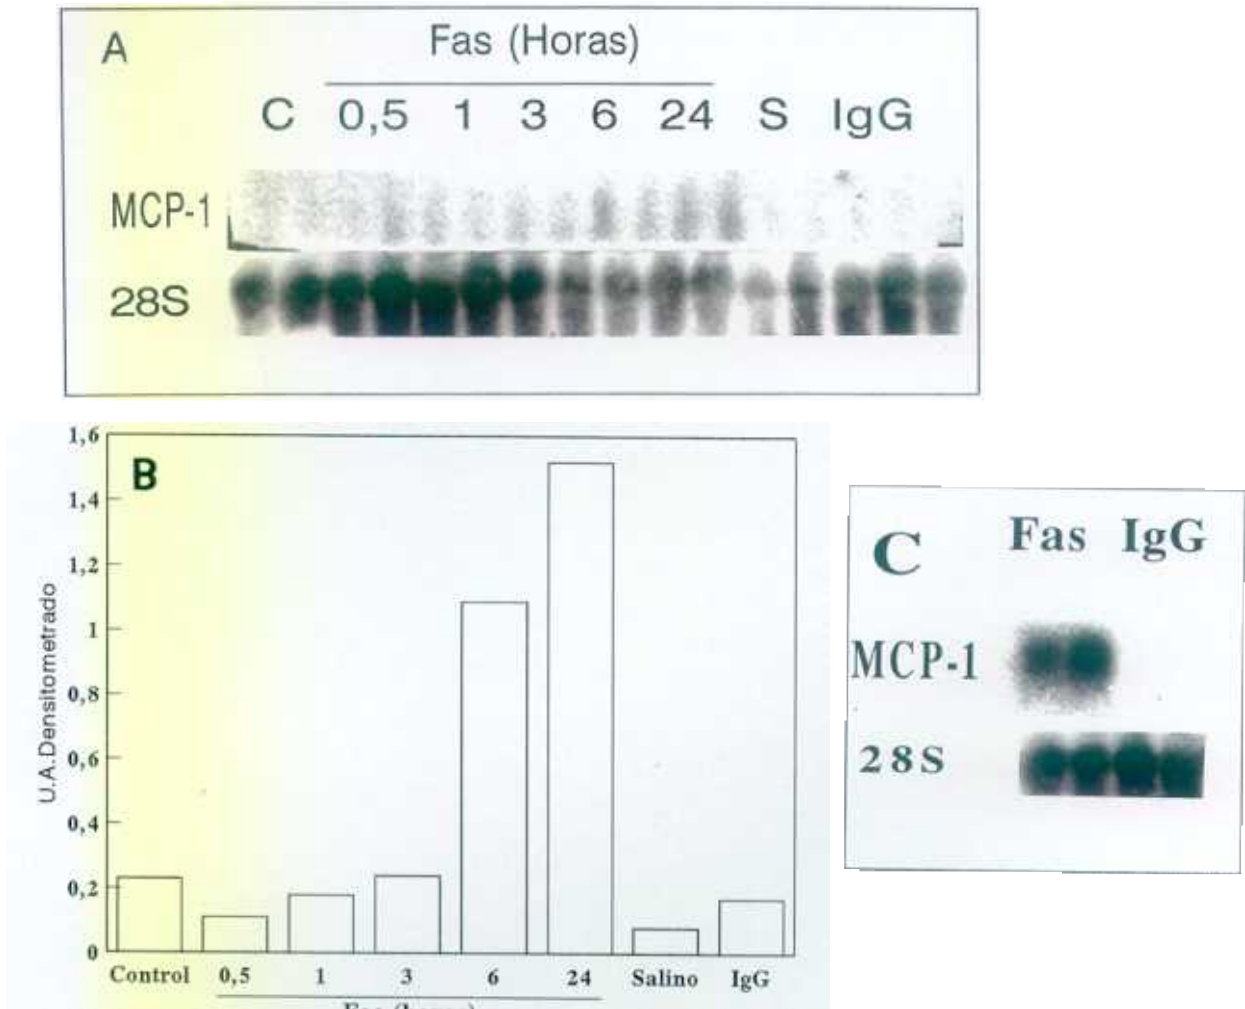 A
Fas (Horas)
C 0,5 1 3 6 24 S IgG
MCP-1
28S
B
1,6
1,4
1,2
1
0,8
0,6
0,4
0,2
0
U.A.Densitometrado
Control 0,5 1 3 6 24 Salino IgG
C
Fas IgG
MCP-1
28S